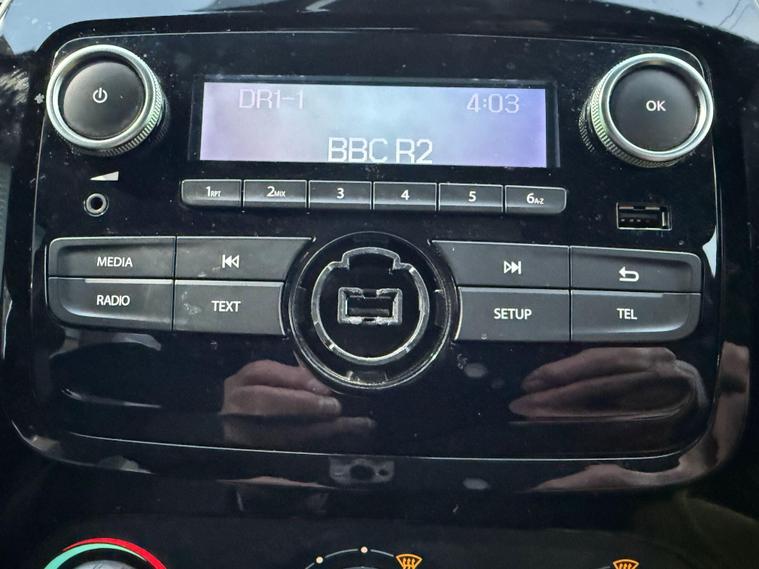 DR1-1 4:03
BBC R2
OK
1RPT 2MIX 3 4 5 6A-Z
MEDIA
RADIO TEXT
SETUP TEL